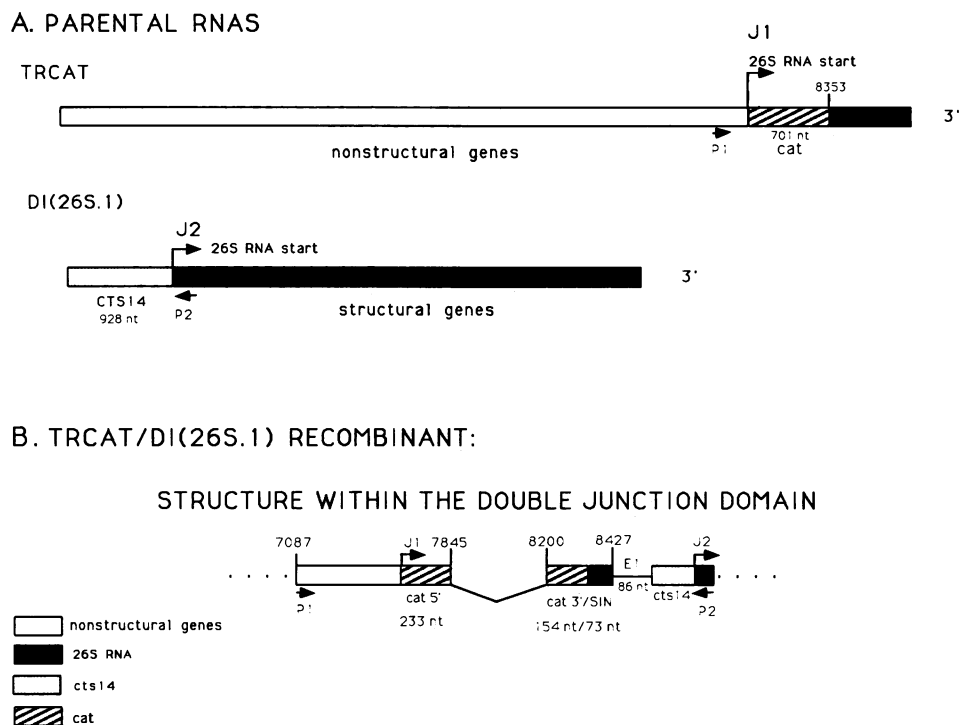 A. PARENTAL RNAS
J1
TRCAT
26S RNA start
8353
3'
P1
701 nt
cat
nonstructural genes
DI(26S.1)
J2
26S RNA start
3'
CTS14
928 nt
P2
structural genes
B. TRCAT/DI(26S.1) RECOMBINANT:
STRUCTURE WITHIN THE DOUBLE JUNCTION DOMAIN
7087 J1 7845 8200 8427 J2
E1
86 nt
P1 cat 5' cat 3'/SIN cts14 P2
233 nt 154 nt/73 nt
nonstructural genes
26S RNA
cts14
cat